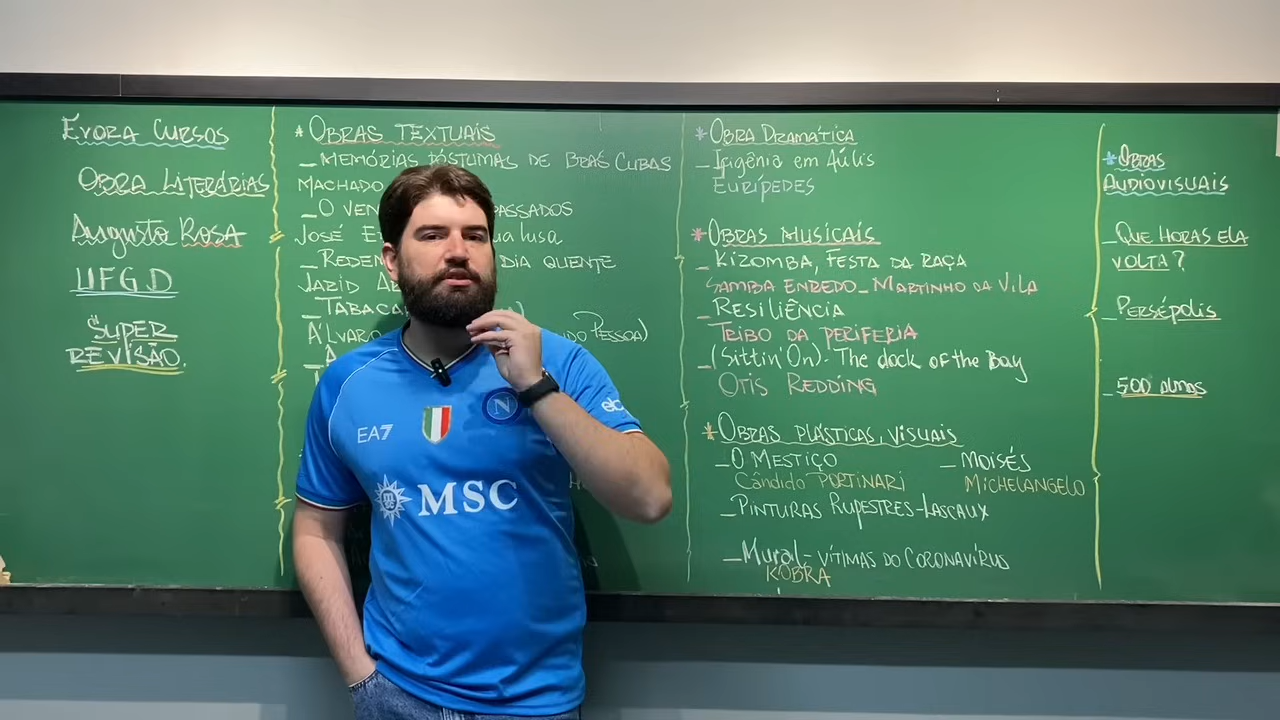 Évora Cursos
Obra Literárias
Augusto Rosa
UFGD
Super
Revisão
* Obras Textuais
_ Memórias Póstumas de Brás Cubas
Machado
_ O Ven
José E
ualusa
_ Reden
dia quente
Jarid A
_ Tabaca
Álvaro
Pessoa)
* Obra Dramática
_ Ifigênia em Áulis
Eurípedes
* Obras Musicais
_ Kizomba, Festa da Raça
Samba Enredo _ Martinho da Vila
_ Resiliência
Teibo da Periferia
_ (Sittin' On) - The dock of the Bay
Otis Redding
* Obras plásticas, visuais
_ O Mestiço
Cândido Portinari
_ Moisés
Michelangelo
_ Pinturas Rupestres - Lascaux
_ Mural - vítimas do Coronavírus
Kobra
* Obras
Audiovisuais
_ Que horas ela
volta?
_ Persépolis
_ 500 almas
EA7
N
MSC